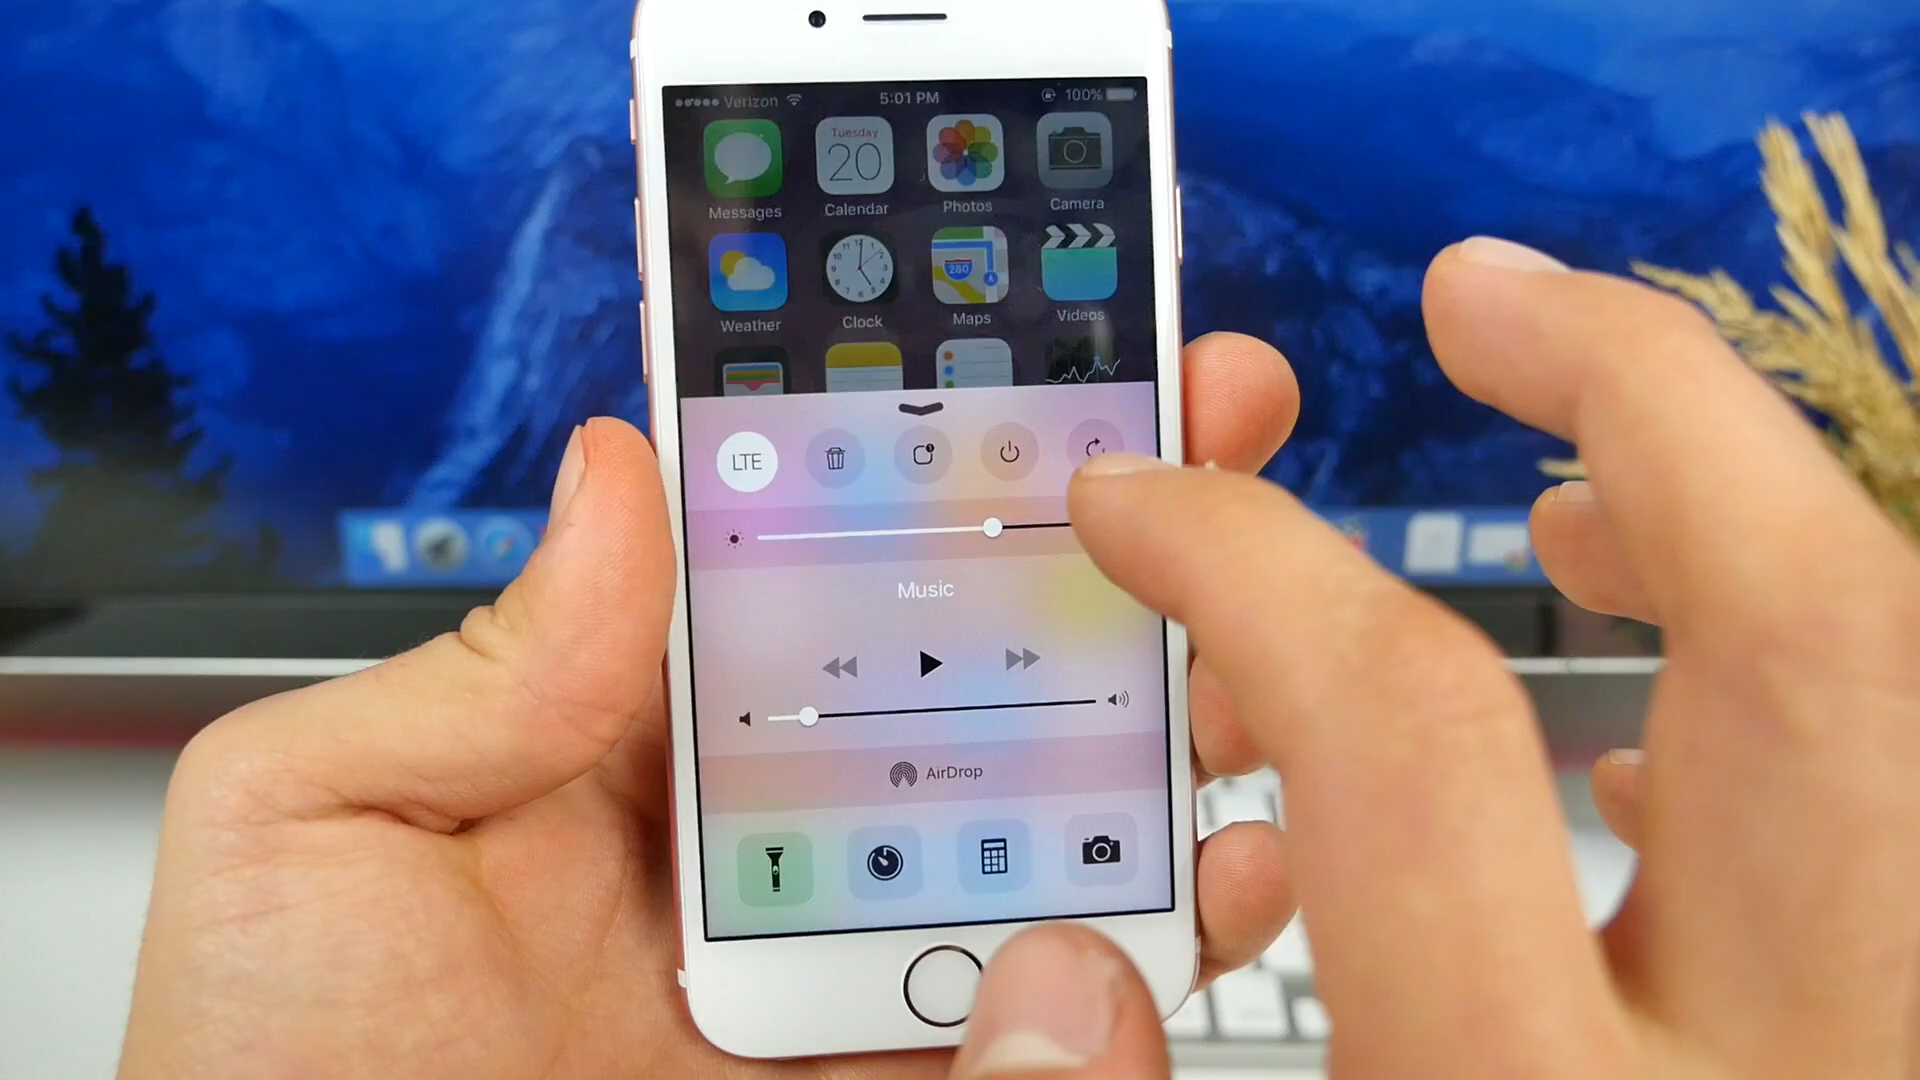 Verizon 5:01 PM 100%
Tuesday
20
Messages Calendar Photos Camera
280
Weather Clock Maps Videos
LTE
Music
AirDrop